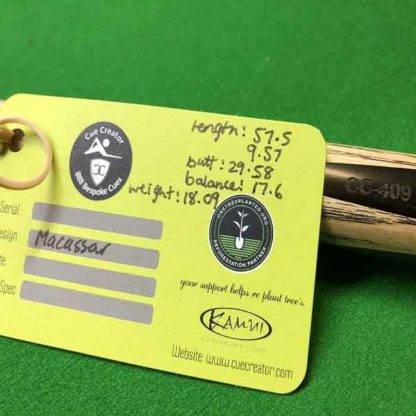 length: 57.5
9.57
butt: 29.58
balance: 17.6
weight: 18.09
Cue Creator
CC
BBB Bespoke Cues
Serial
esign Macassar
te
Spec
ONETREEPLANTED.ORG
REFORESTATION PARTNER
your support helps re plant tree's
KAMUI
Website: www.cuecreator.com
CC-409